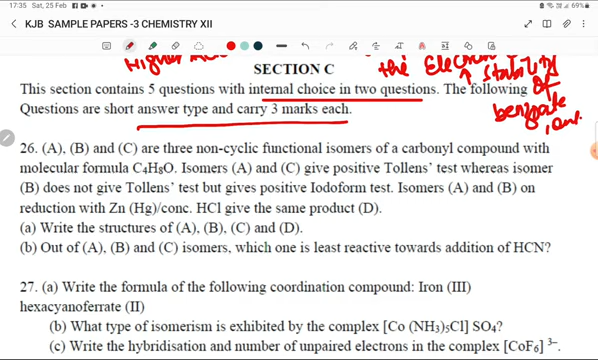 17:35 Sat, 25 Feb
69%
KJB SAMPLE PAPERS -3 CHEMISTRY XII
Higher
the Electron
stability
SECTION C
This section contains 5 questions with internal choice in two questions. The following
of
Questions are short answer type and carry 3 marks each.
benzoate
26. (A), (B) and (C) are three non-cyclic functional isomers of a carbonyl compound with
molecular formula C₄H₈O. Isomers (A) and (C) give positive Tollens' test whereas isomer
(B) does not give Tollens' test but gives positive Iodoform test. Isomers (A) and (B) on
reduction with Zn (Hg)/conc. HCl give the same product (D).
(a) Write the structures of (A), (B), (C) and (D).
(b) Out of (A), (B) and (C) isomers, which one is least reactive towards addition of HCN?
27. (a) Write the formula of the following coordination compound: Iron (III)
hexacyanoferrate (II)
(b) What type of isomerism is exhibited by the complex [Co (NH3)₅Cl] SO₄?
(c) Write the hybridisation and number of unpaired electrons in the complex [CoF₆] ³⁻.